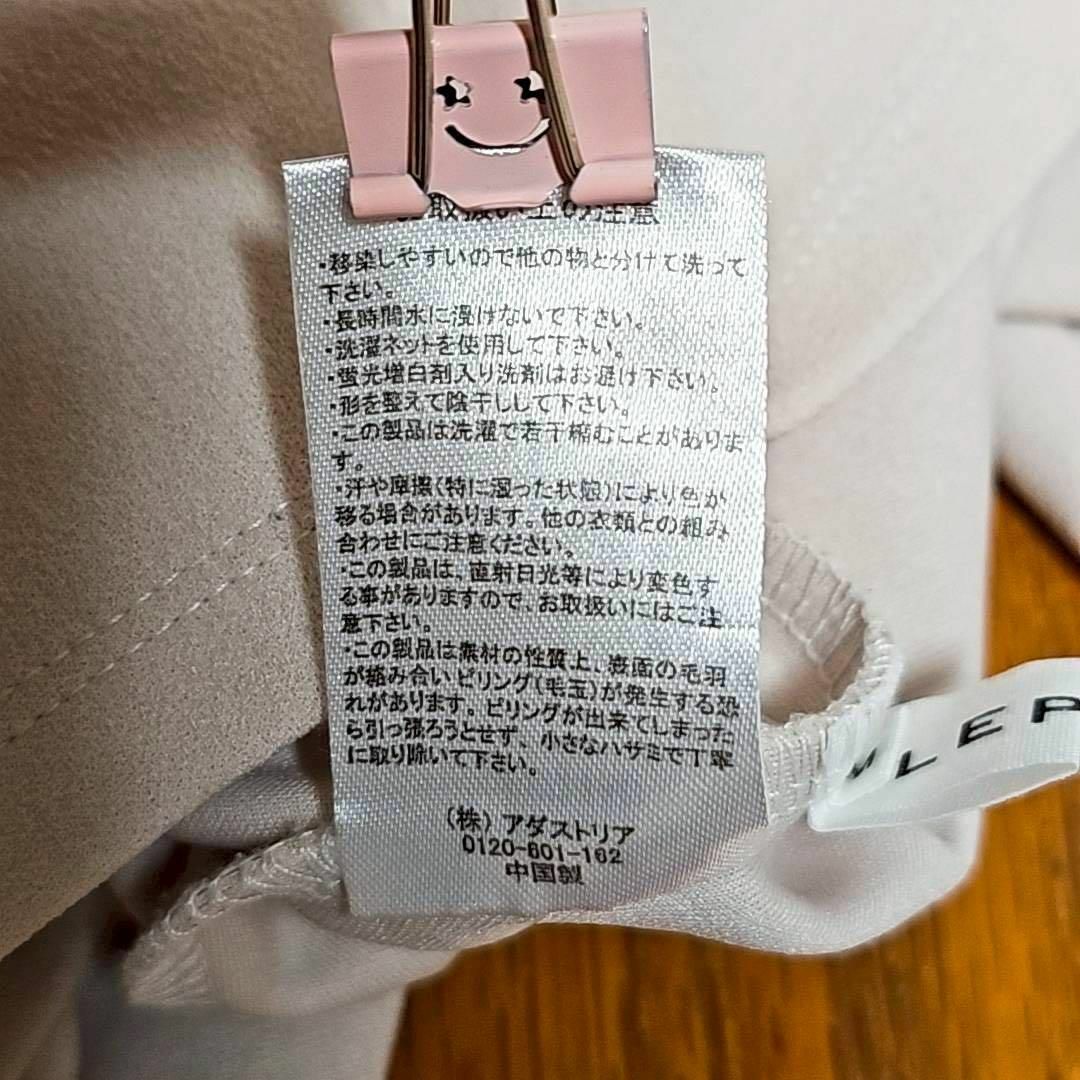 お取扱い上の注意
・移染しやすいので他の物と分けて洗って
下さい。
・長時間水に浸けないで下さい。
・洗濯ネットを使用して下さい。
・蛍光増白剤入り洗剤はお避け下さい。
・形を整えて陰干しして下さい。
・この製品は洗濯で若干縮むことがありま
す。
・汗や摩擦(特に湿った状態)により色が
移る場合があります。他の衣類との組み
合わせにご注意ください。
・この製品は、直射日光等により変色す
る事がありますので、お取扱いにはご注
意下さい。
・この製品は素材の性質上、表面の毛羽
が絡み合いピリング(毛玉)が発生する恐
れがあります。ピリングが出来てしまった
ら引っ張ろうとせず、小さなハサミで丁寧
に取り除いて下さい。
(株)アダストリア
0120-601-162
中国製
LEP